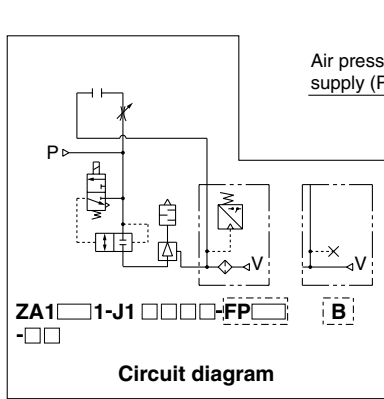 Air press
supply (F
P
V
V
ZA1□1-J1□□□□-FP□
B
-□□
Circuit diagram